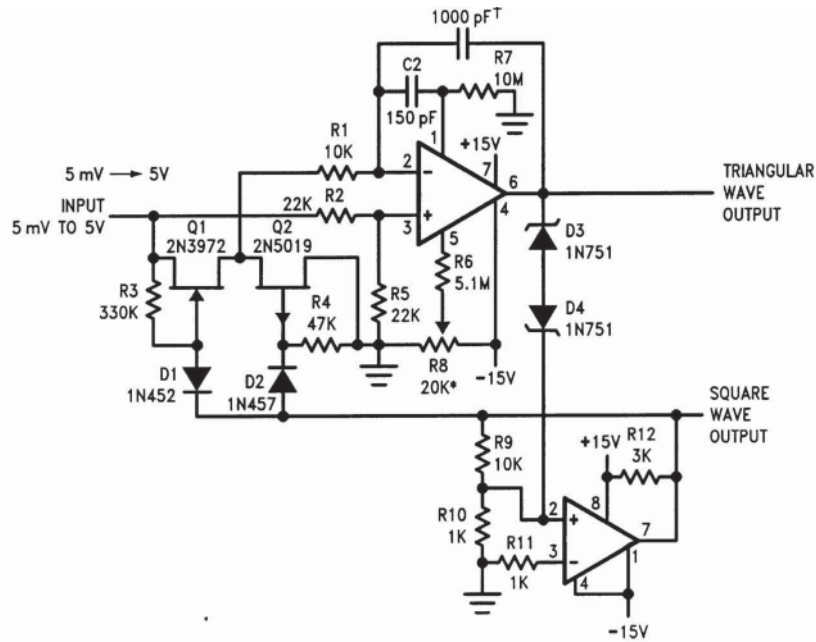 1000 pF†
C2
150 pF
R7
10M
R1
10K
1
+15V
7
2
−
6
5 mV → 5V
INPUT
5 mV TO 5V
22K
R2
3
+
4
5
TRIANGULAR
WAVE
OUTPUT
Q1
2N3972
Q2
2N5019
R6
5.1M
D3
1N751
R3
330K
R4
47K
R5
22K
D4
1N751
R8
20K*
−15V
D1
1N452
D2
1N457
SQUARE
WAVE
OUTPUT
R9
10K
+15V
R12
3K
R10
1K
2
+
8
7
R11
1K
3
−
1
4
−15V